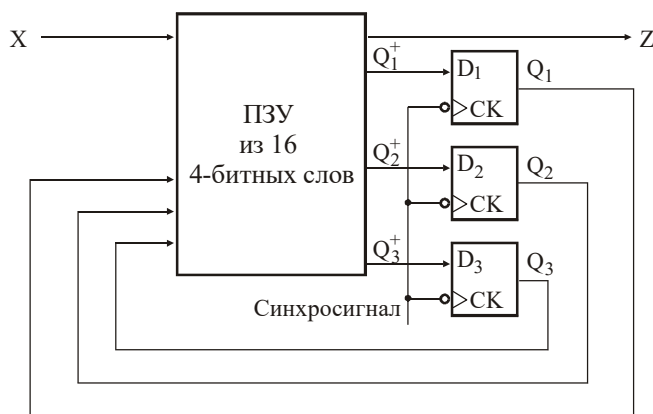 X
Z
ПЗУ
из 16
4-битных слов
Q₁⁺
D₁
CK
Q₁
Q₂⁺
D₂
CK
Q₂
Q₃⁺
D₃
CK
Q₃
Синхросигнал